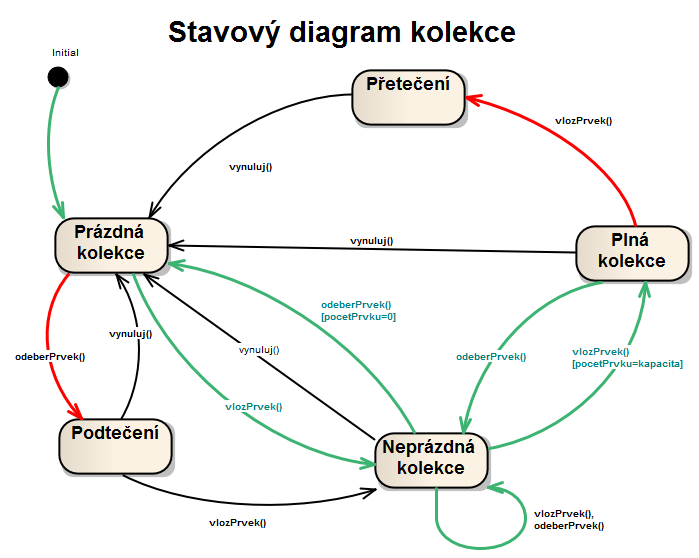 Stavový diagram kolekce
Initial
Přetečení
vlozPrvek()
vynuluj()
Prázdná
kolekce
Plná
kolekce
vynuluj()
odeberPrvek()
[pocetPrvku=0]
vynuluj()
vynuluj()
odeberPrvek()
odeberPrvek()
vlozPrvek()
[pocetPrvku=kapacita]
vlozPrvek()
Podtečení
Neprázdná
kolekce
vlozPrvek()
vlozPrvek(),
odeberPrvek()